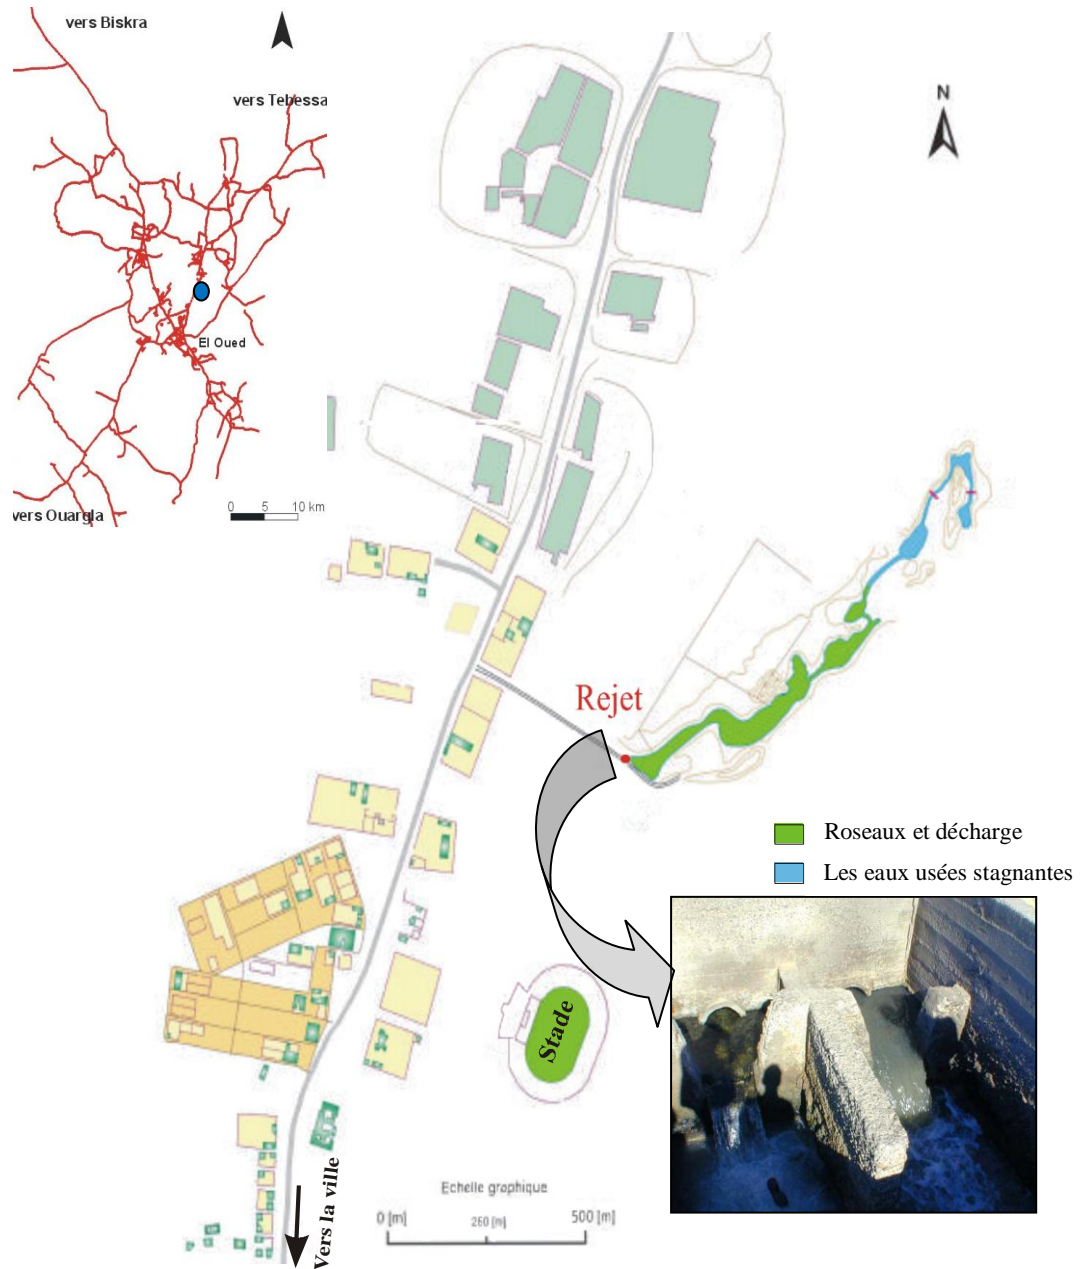 vers Biskra
vers Tebessa
N
El Oued
0 5 10 km
vers Ouargla
Rejet
Roseaux et décharge
Les eaux usées stagnantes
Stade
Vers la ville
Echelle graphique
0 [m] 260 [m] 500 [m]